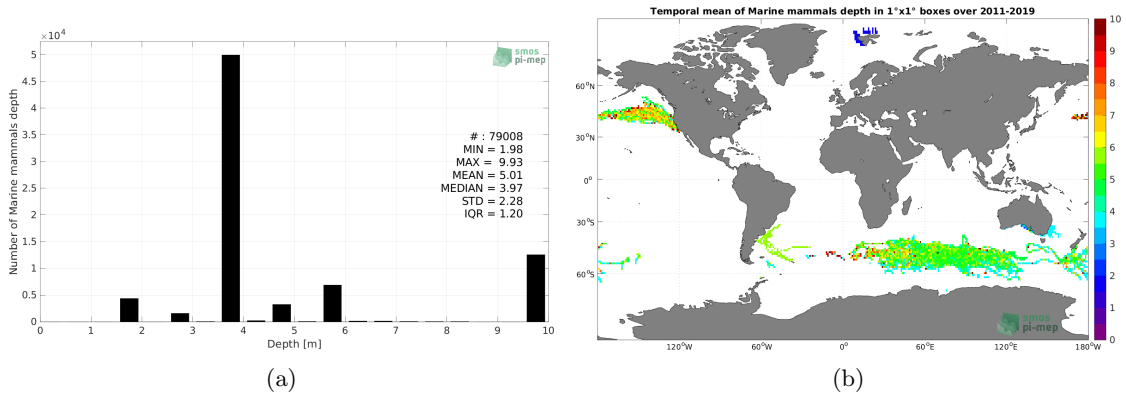 ×10⁴
5
4.5
4
3.5
3
2.5
2
1.5
1
0.5
0
Number of Marine mammals depth
smos
pi-mep
# : 79008
MIN = 1.98
MAX = 9.93
MEAN = 5.01
MEDIAN = 3.97
STD = 2.28
IQR = 1.20
0 1 2 3 4 5 6 7 8 9 10
Depth [m]
(a)
Temporal mean of Marine mammals depth in 1°x1° boxes over 2011-2019
60°N
30°N
0°
30°S
60°S
120°W 60°W 0° 60°E 120°E 180°W
smos
pi-mep
10
9
8
7
6
5
4
3
2
1
0
(b)